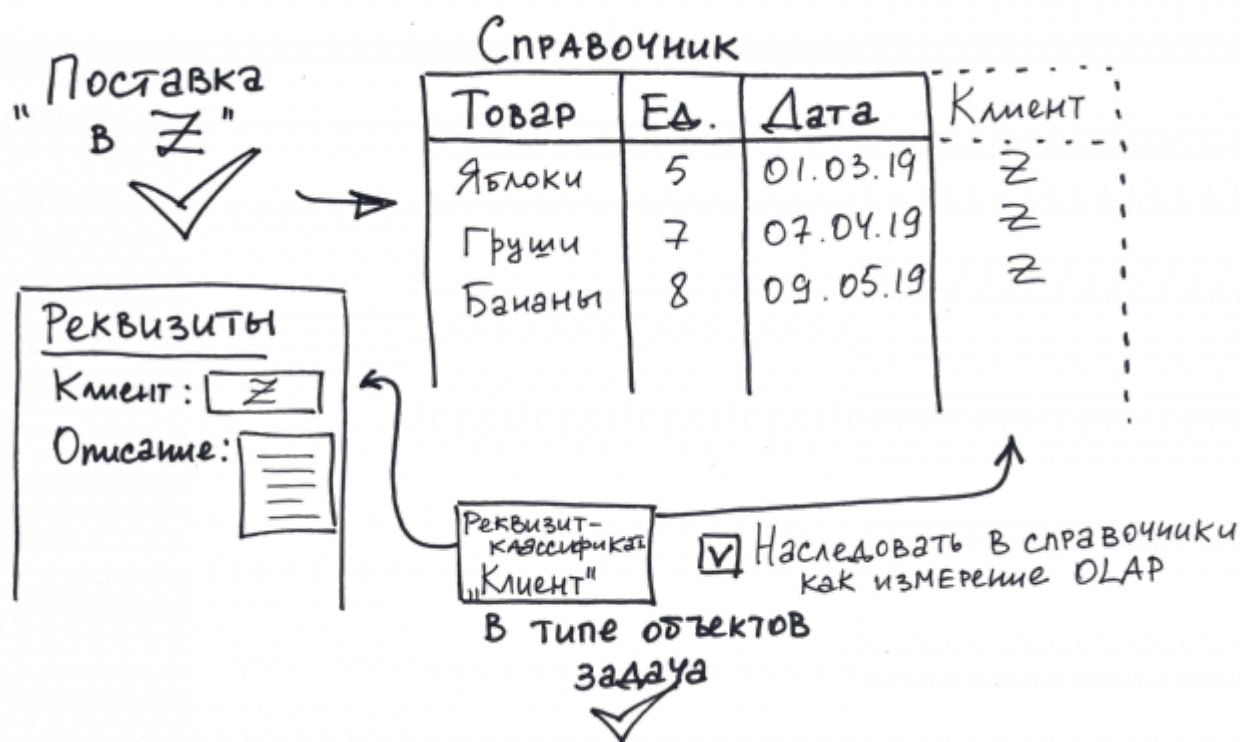 Справочник
"Поставка
в Z"
Товар Ед. Дата Клиент
Яблоки 5 01.03.19 Z
Груши 7 07.04.19 Z
Бананы 8 09.05.19 Z
Реквизиты
Клиент: Z
Описание:
Реквизит-
классификат.
"Клиент"
в типе объектов
задача
V Наследовать в справочники
как измерение OLAP